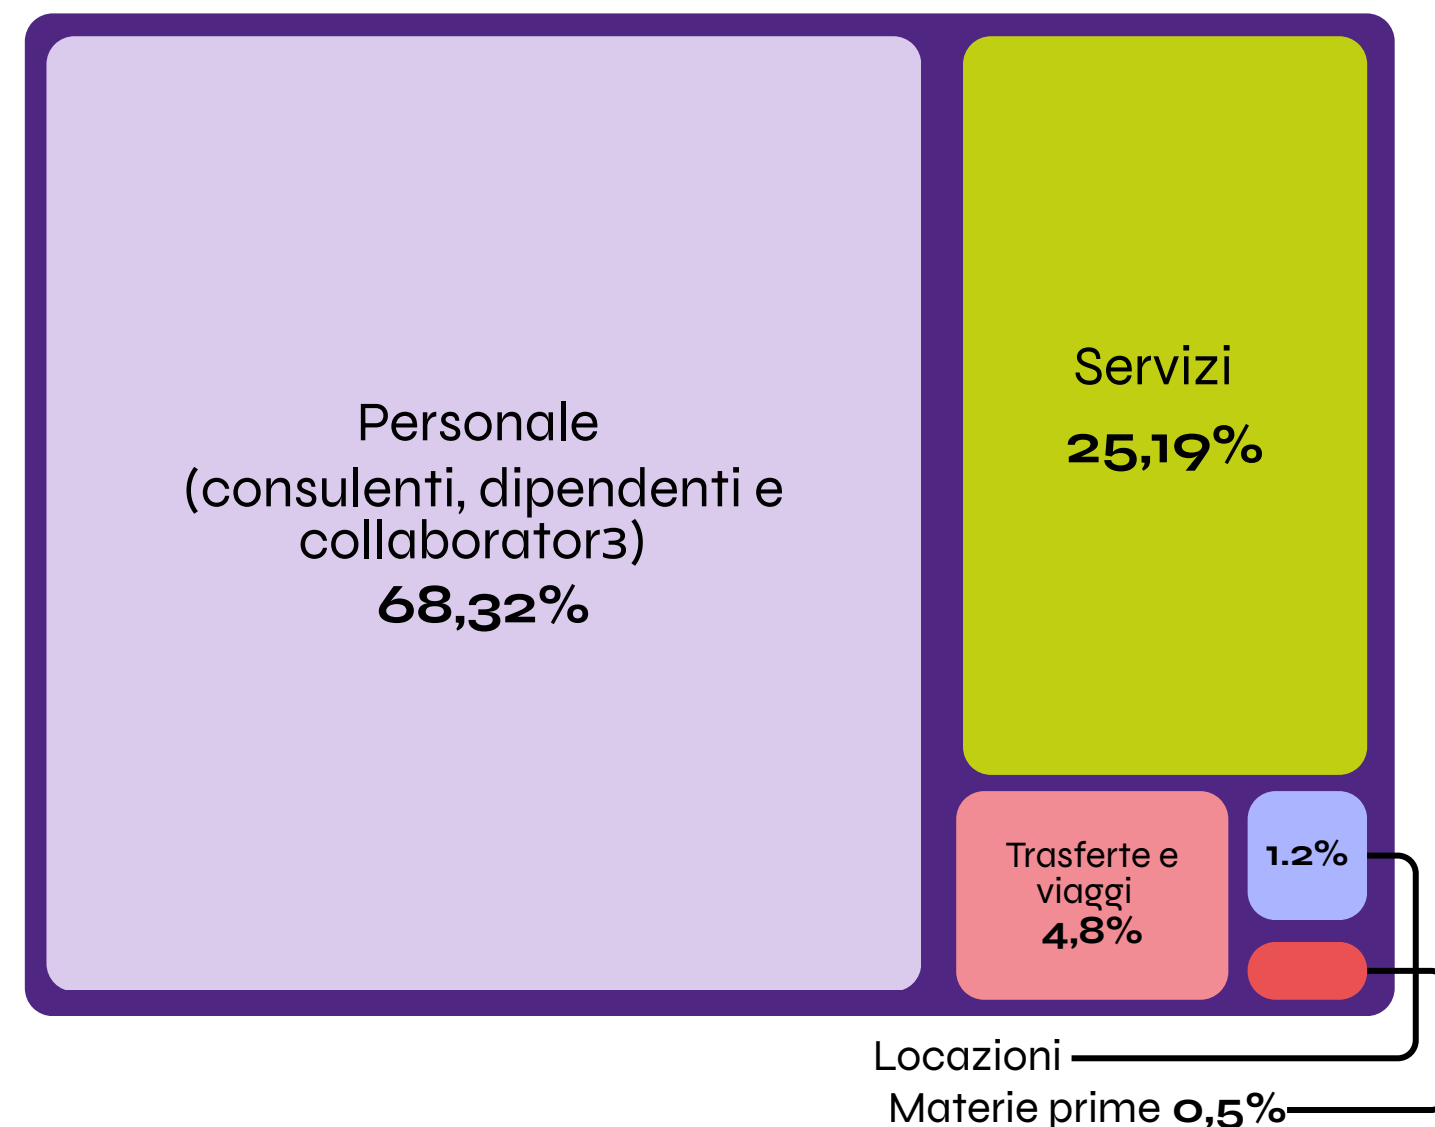 Personale
(consulenti, dipendenti e
collaborator3)
68,32%
Servizi
25,19%
Trasferte e
viaggi
4,8%
1.2%
Locazioni
Materie prime 0,5%